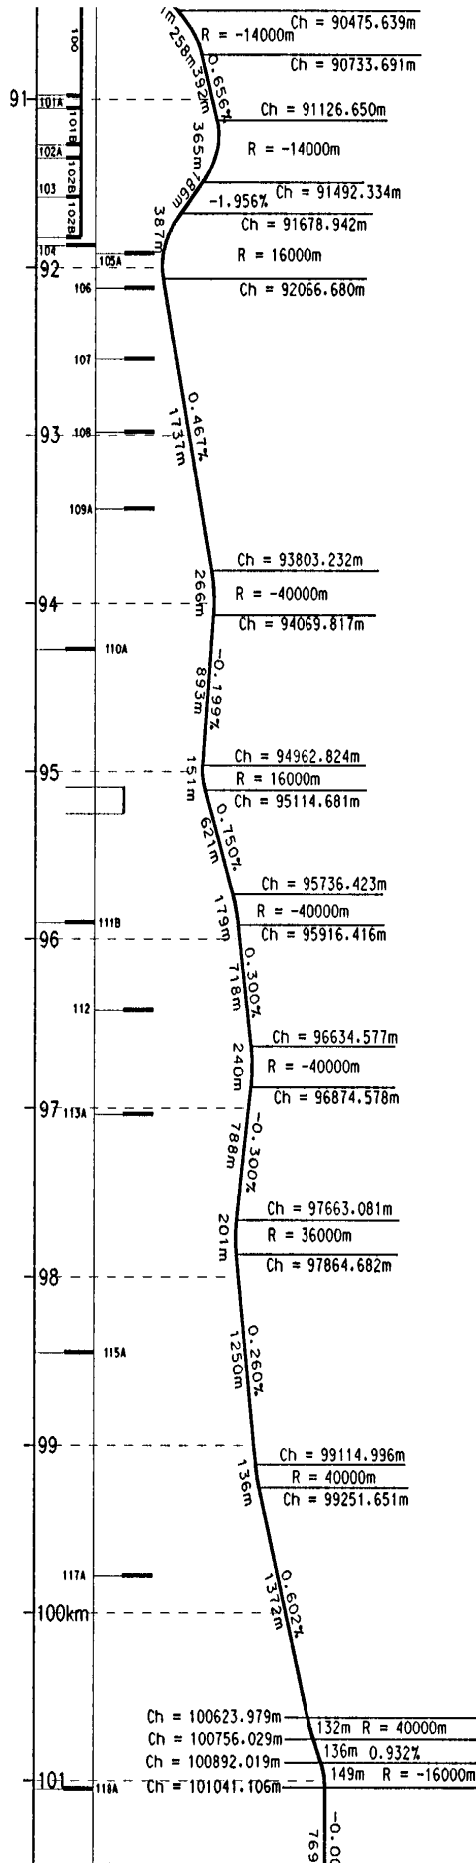 Ch = 90475.639m
R = -14000m
258m
Ch = 90733.691m
100
0.656%
392m
91
101A
Ch = 91126.650m
101B
365m
R = -14000m
102A
102B
186m
Ch = 91492.334m
103
-1.956%
102B
Ch = 91678.942m
387m
104
105A
R = 16000m
92
Ch = 92066.680m
106
107
0.467%
1737m
108
93
109A
Ch = 93803.232m
266m
R = -40000m
94
Ch = 94069.817m
110A
-0.199%
893m
Ch = 94962.824m
151m
R = 16000m
95
Ch = 95114.681m
0.750%
621m
Ch = 95736.423m
179m
R = -40000m
111B
Ch = 95916.416m
96
0.300%
718m
112
Ch = 96634.577m
240m
R = -40000m
Ch = 96874.578m
97
113A
-0.300%
788m
Ch = 97663.081m
201m
R = 36000m
Ch = 97864.682m
98
0.260%
1250m
115A
99
Ch = 99114.996m
136m
R = 40000m
Ch = 99251.651m
117A
0.602%
1372m
100km
Ch = 100623.979m
132m R = 40000m
Ch = 100756.029m
136m 0.932%
Ch = 100892.019m
149m R = -16000m
101
118A
Ch = 101041.106m
769